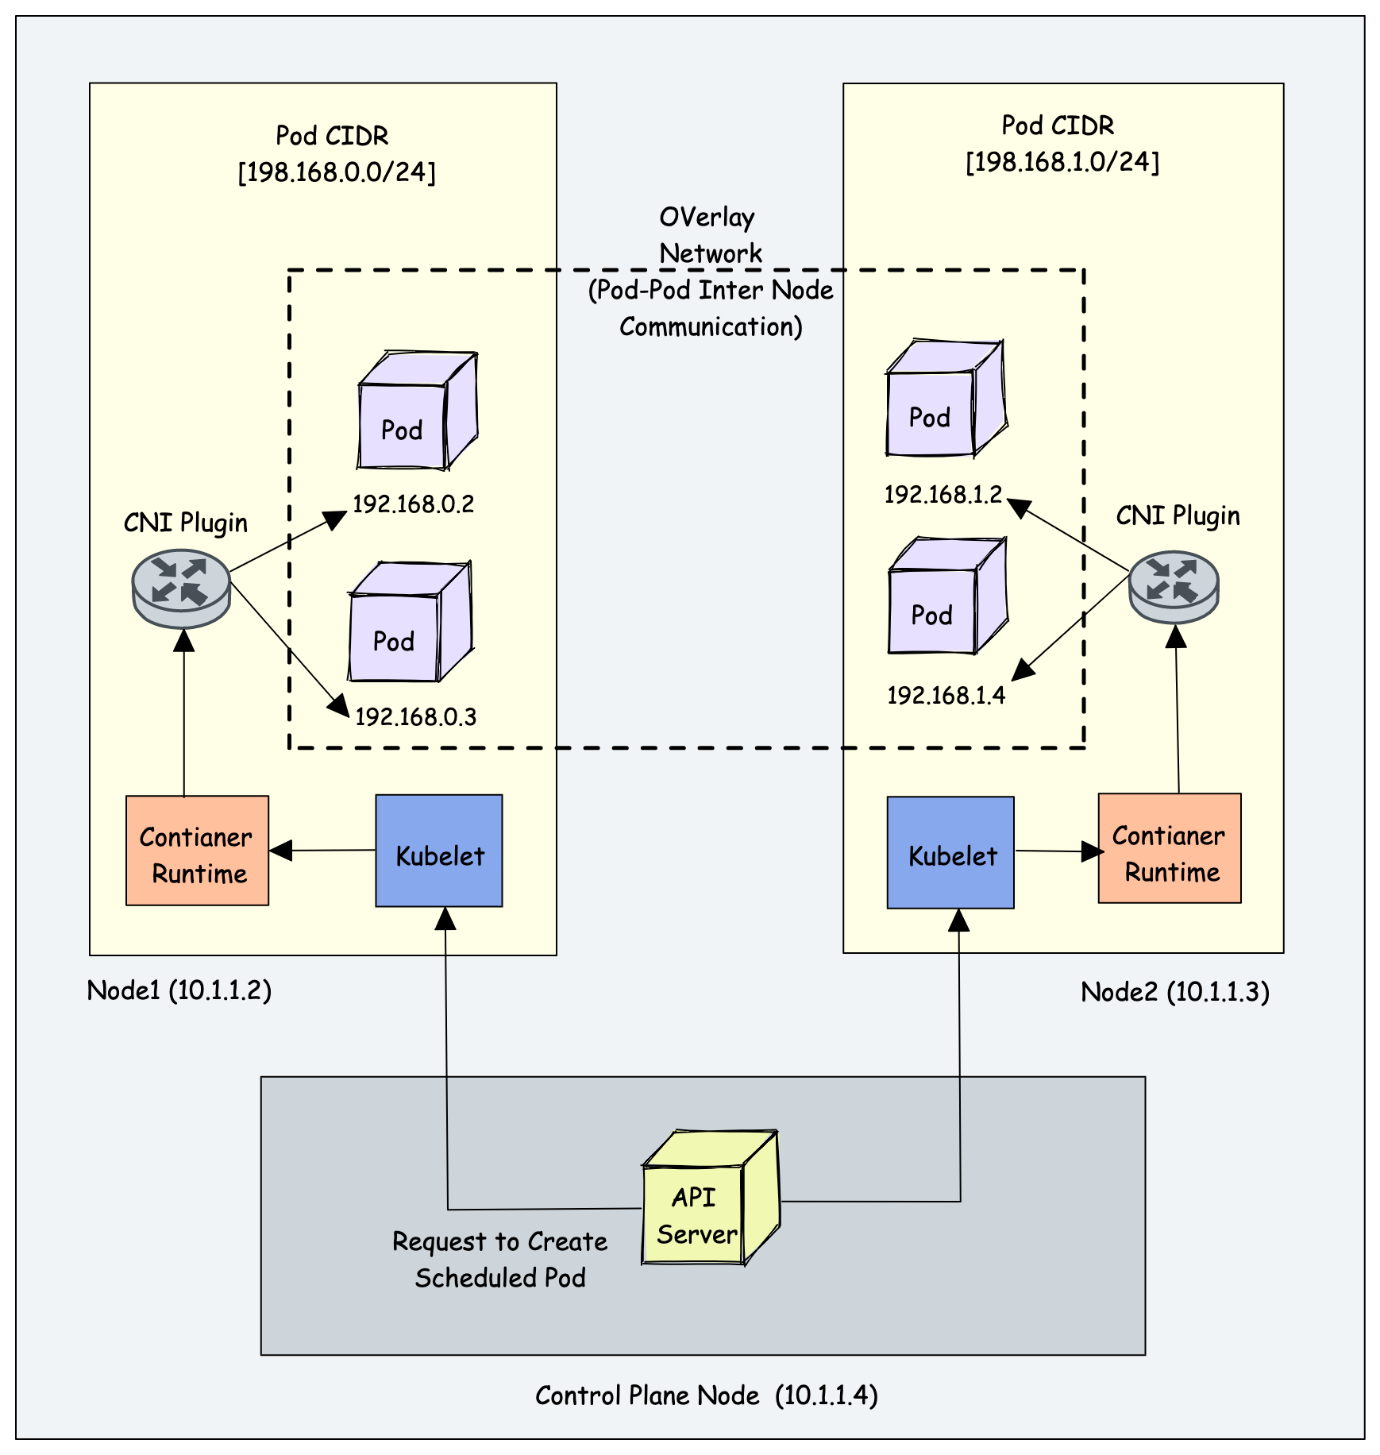 Pod CIDR
[198.168.0.0/24]
Pod CIDR
[198.168.1.0/24]
OVerlay
Network
(Pod-Pod Inter Node
Communication)
Pod
192.168.0.2
Pod
192.168.0.3
CNI Plugin
Pod
192.168.1.2
Pod
192.168.1.4
CNI Plugin
Contianer
Runtime
Kubelet
Kubelet
Contianer
Runtime
Node1 (10.1.1.2)
Node2 (10.1.1.3)
API
Server
Request to Create
Scheduled Pod
Control Plane Node (10.1.1.4)